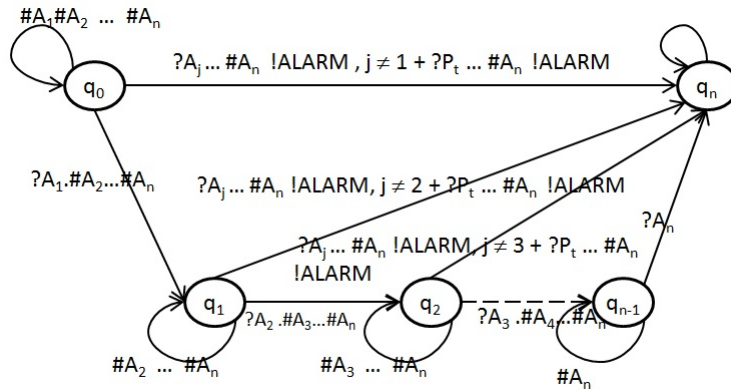 #A₁#A₂ ... #Aₙ
?Aⱼ... #Aₙ !ALARM , j ≠ 1 + ?Pₜ ... #Aₙ !ALARM
q₀
qₙ
?A₁.#A₂...#Aₙ
?Aⱼ... #Aₙ !ALARM, j ≠ 2 + ?Pₜ ... #Aₙ !ALARM
?Aₙ
?Aⱼ... #Aₙ !ALARM, j ≠ 3 + ?Pₜ ... #Aₙ
!ALARM
q₁
q₂
qₙ₋₁
?A₂ .#A₃...#Aₙ
?A₃ .#A₄...#Aₙ
#A₂ ... #Aₙ
#A₃ ... #Aₙ
#Aₙ